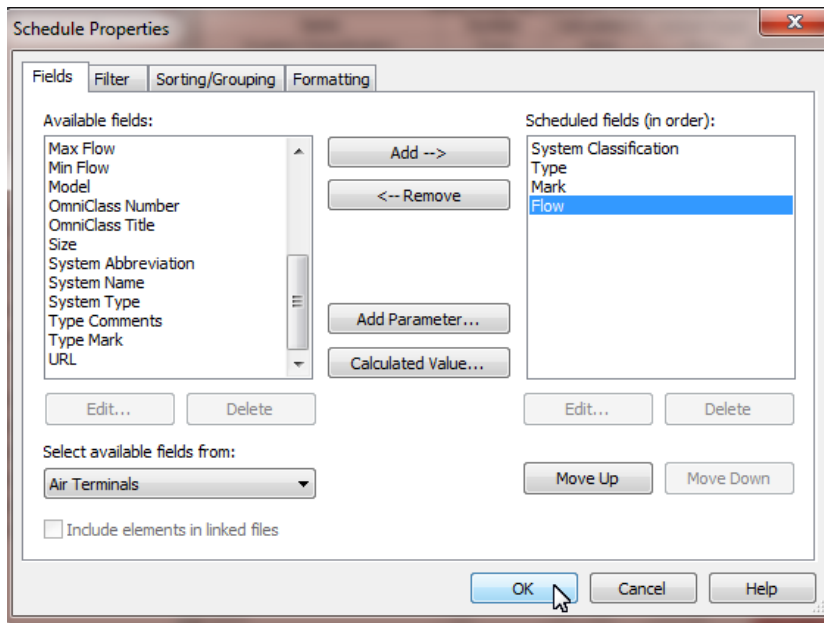 Schedule Properties
Fields
Filter
Sorting/Grouping
Formatting
Available fields:
Max Flow
Min Flow
Model
OmniClass Number
OmniClass Title
Size
System Abbreviation
System Name
System Type
Type Comments
Type Mark
URL
Add -->
<-- Remove
Add Parameter...
Calculated Value...
Scheduled fields (in order):
System Classification
Type
Mark
Flow
Edit...
Delete
Edit...
Delete
Select available fields from:
Air Terminals
Move Up
Move Down
Include elements in linked files
OK
Cancel
Help